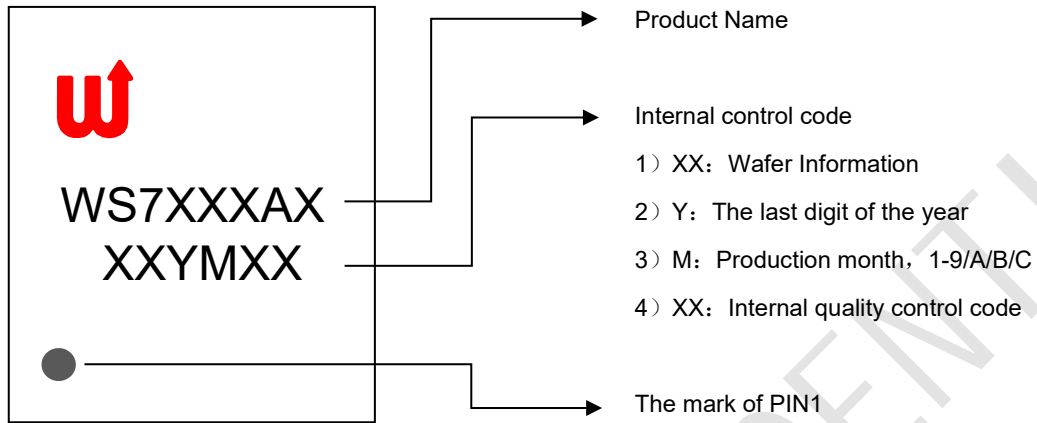 WS7XXXAX
XXYMXX
Product Name
Internal control code
1）XX：Wafer Information
2）Y：The last digit of the year
3）M：Production month，1-9/A/B/C
4）XX：Internal quality control code
The mark of PIN1